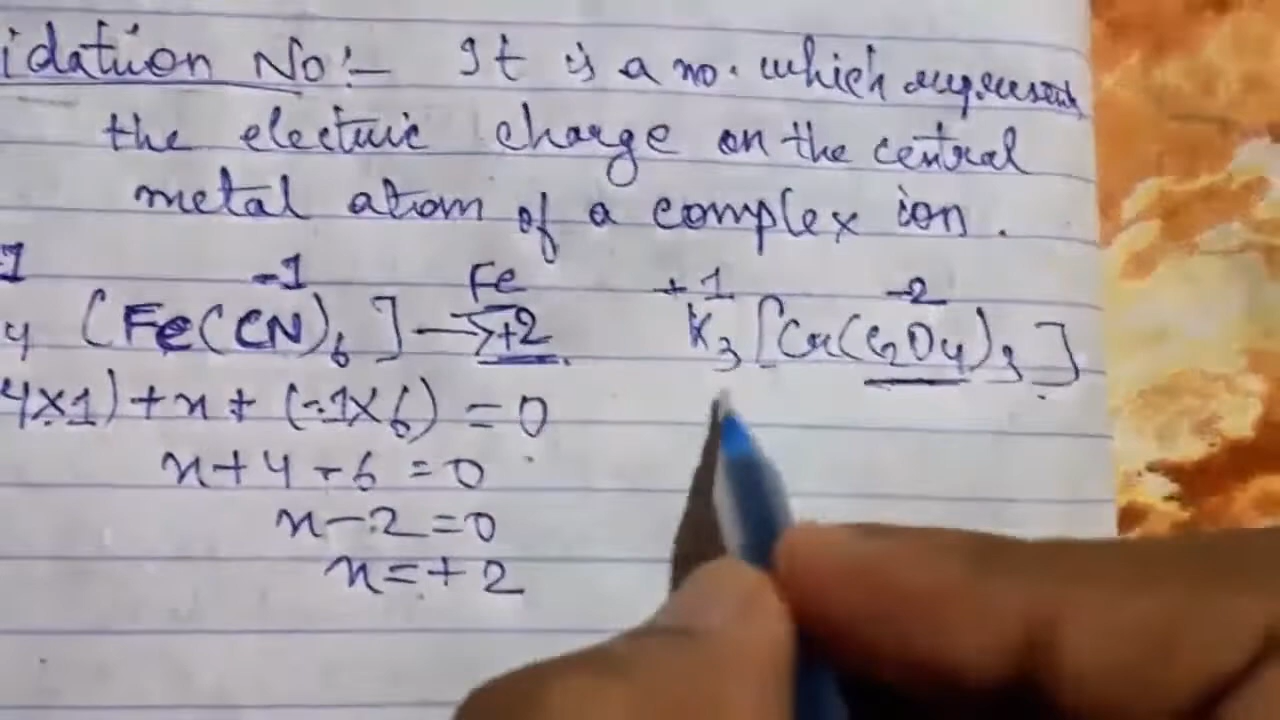 idation No:- It is a no. which represents
the electric charge on the central
metal atom of a complex ion.
-1 Fe +1 -2
4 [Fe(CN)6] → +2 K3[Cr(C2O4)3]
4×1) + x + (-1×6) = 0
x + 4 - 6 = 0
x - 2 = 0
x = + 2